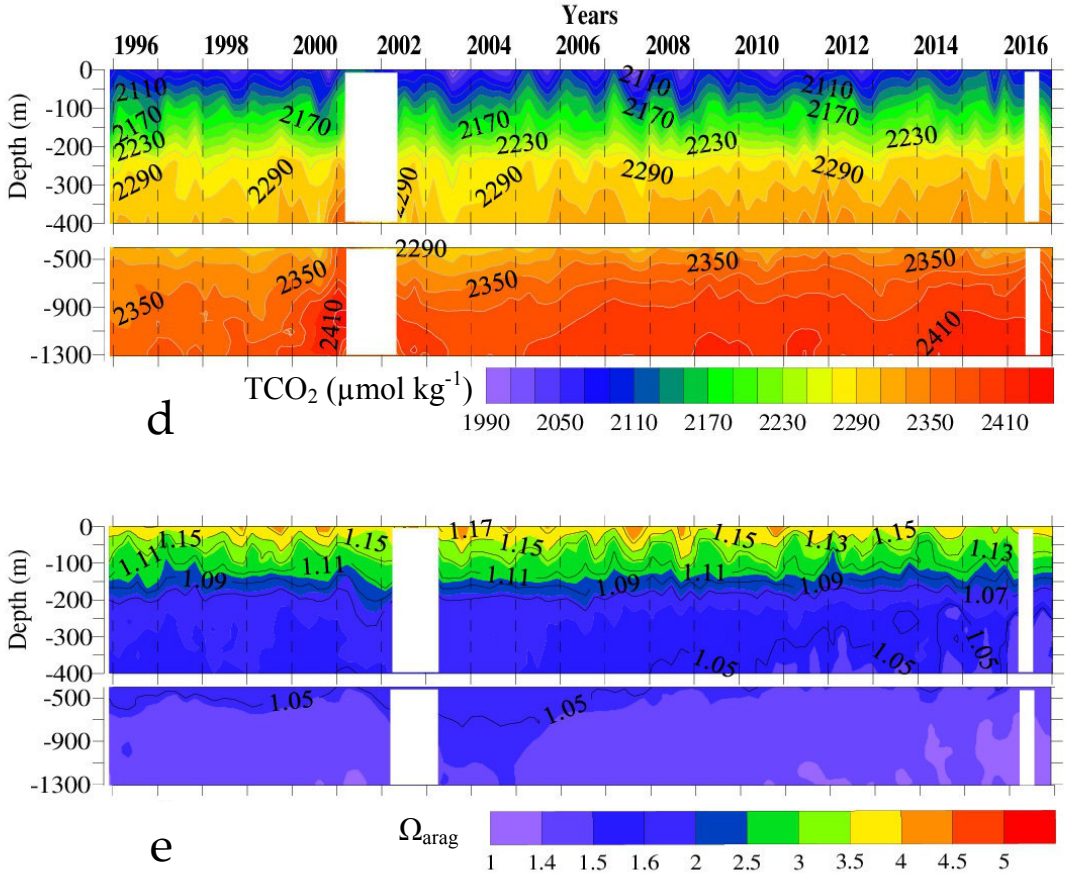 Years
1996 1998 2000 2002 2004 2006 2008 2010 2012 2014 2016
Depth (m)
0
-100
-200
-300
-400
2110 2110 2110
2170 2170 2170 2170 2170
2230 2230 2230 2230
2290 2290 2290 2290 2290 2290
-500
-900
-1300
2290
2350 2350 2350 2350 2350
2410 2410
TCO₂ (µmol kg⁻¹)
1990 2050 2110 2170 2230 2290 2350 2410
d
Depth (m)
0
-100
-200
-300
-400
1.15 1.15 1.17 1.15 1.15 1.13 1.15 1.13
1.11 1.11 1.11 1.11
1.09 1.09 1.09 1.07
1.05 1.05 1.05
-500
-900
-1300
1.05 1.05
Ωarag
1 1.4 1.5 1.6 2 2.5 3 3.5 4 4.5 5
e